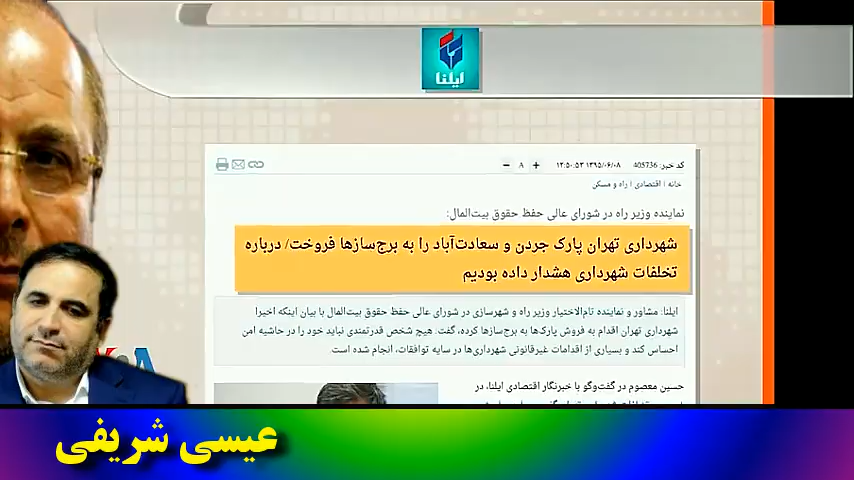 ایلنا
کد خبر: 405736 ۱۳۹۵/۰۶/۰۸ ۱۲:۵۰:۵۳ + A −
خانه | اقتصادی | راه و مسکن
نماینده وزیر راه در شورای عالی حفظ حقوق بیت‌المال:
شهرداری تهران پارک جردن و سعادت‌آباد را به برج‌سازها فروخت/ درباره
تخلفات شهرداری هشدار داده بودیم
ایلنا: مشاور و نماینده تام‌الاختیار وزیر راه و شهرسازی در شورای عالی حفظ حقوق بیت‌المال با بیان اینکه اخیرا
شهرداری تهران اقدام به فروش پارک‌ها به برج‌سازها کرده، گفت: هیچ شخص قدرتمندی نباید خود را در حاشیه امن
احساس کند و بسیاری از اقدامات غیرقانونی شهرداری‌ها در سایه توافقات، انجام شده است.
حسین معصوم در گفت‌وگو با خبرنگار اقتصادی ایلنا، در
عیسی شریفی